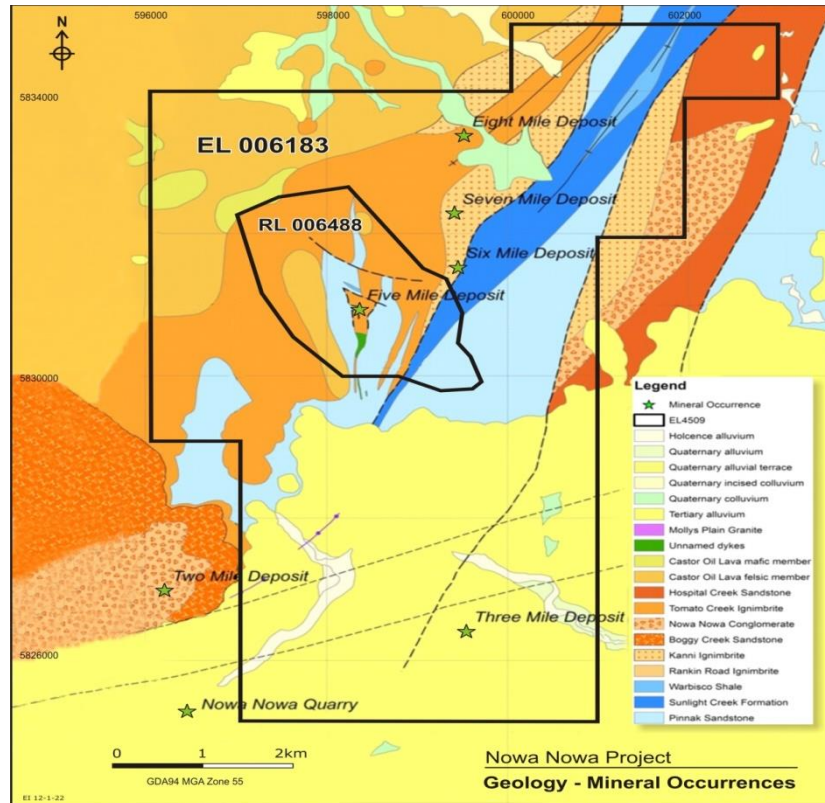 596000 598000 600000 602000
N
5834000
Eight Mile Deposit
EL 006183
Seven Mile Deposit
RL 006488
Six Mile Deposit
Five Mile Deposit
5830000
Legend
Mineral Occurrence
EL4509
Holcence alluvium
Quaternary alluvium
Quaternary alluvial terrace
Quaternary incised colluvium
Quaternary colluvium
Tertiary alluvium
Mollys Plain Granite
Unnamed dykes
Castor Oil Lava mafic member
Castor Oil Lava felsic member
Hospital Creek Sandstone
Tomato Creek Ignimbrite
Nowa Nowa Conglomerate
Boggy Creek Sandstone
Kanni Ignimbrite
Rankin Road Ignimbrite
Warbisco Shale
Sunlight Creek Formation
Pinnak Sandstone
Two Mile Deposit
Three Mile Deposit
5826000
Nowa Nowa Quarry
0 1 2km
GDA94 MGA Zone 55
Nowa Nowa Project
Geology - Mineral Occurrences
EI 12-1-22